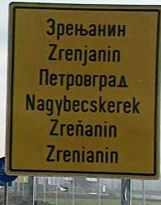 Зрењанин
Zrenjanin
Петровград
Nagybecskerek
Zreňanin
Zrenianin